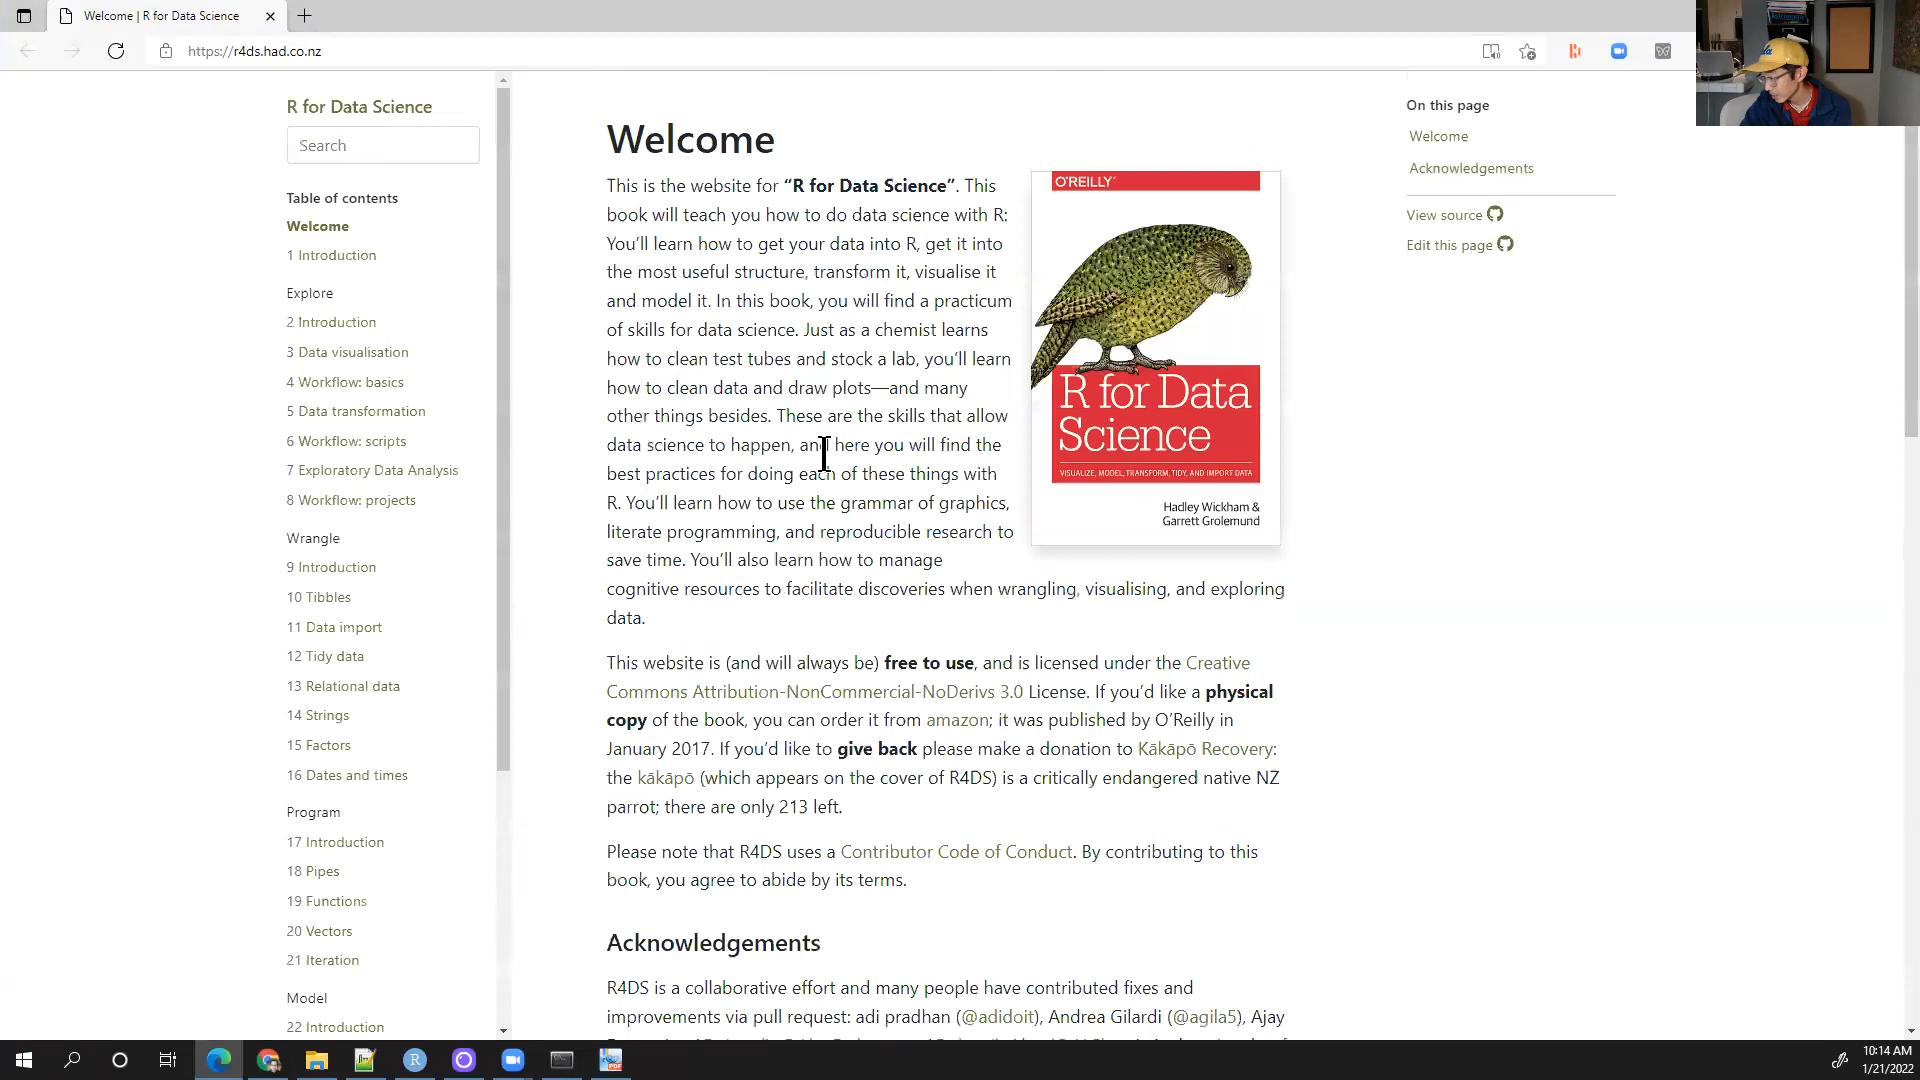 Welcome | R for Data Science
https://r4ds.had.co.nz
R for Data Science
Search
Table of contents
Welcome
1 Introduction
Explore
2 Introduction
3 Data visualisation
4 Workflow: basics
5 Data transformation
6 Workflow: scripts
7 Exploratory Data Analysis
8 Workflow: projects
Wrangle
9 Introduction
10 Tibbles
11 Data import
12 Tidy data
13 Relational data
14 Strings
15 Factors
16 Dates and times
Program
17 Introduction
18 Pipes
19 Functions
20 Vectors
21 Iteration
Model
22 Introduction
Welcome
This is the website for “R for Data Science”. This
book will teach you how to do data science with R:
You’ll learn how to get your data into R, get it into
the most useful structure, transform it, visualise it
and model it. In this book, you will find a practicum
of skills for data science. Just as a chemist learns
how to clean test tubes and stock a lab, you’ll learn
how to clean data and draw plots—and many
other things besides. These are the skills that allow
data science to happen, and here you will find the
best practices for doing each of these things with
R. You’ll learn how to use the grammar of graphics,
literate programming, and reproducible research to
save time. You’ll also learn how to manage
cognitive resources to facilitate discoveries when wrangling, visualising, and exploring
data.
O'REILLY®
R for Data
Science
VISUALIZE, MODEL, TRANSFORM, TIDY, AND IMPORT DATA
Hadley Wickham &
Garrett Grolemund
This website is (and will always be) free to use, and is licensed under the Creative
Commons Attribution-NonCommercial-NoDerivs 3.0 License. If you’d like a physical
copy of the book, you can order it from amazon; it was published by O’Reilly in
January 2017. If you’d like to give back please make a donation to Kākāpō Recovery:
the kākāpō (which appears on the cover of R4DS) is a critically endangered native NZ
parrot; there are only 213 left.
Please note that R4DS uses a Contributor Code of Conduct. By contributing to this
book, you agree to abide by its terms.
Acknowledgements
R4DS is a collaborative effort and many people have contributed fixes and
improvements via pull request: adi pradhan (@adidoit), Andrea Gilardi (@agila5), Ajay
On this page
Welcome
Acknowledgements
View source
Edit this page
10:14 AM
1/21/2022